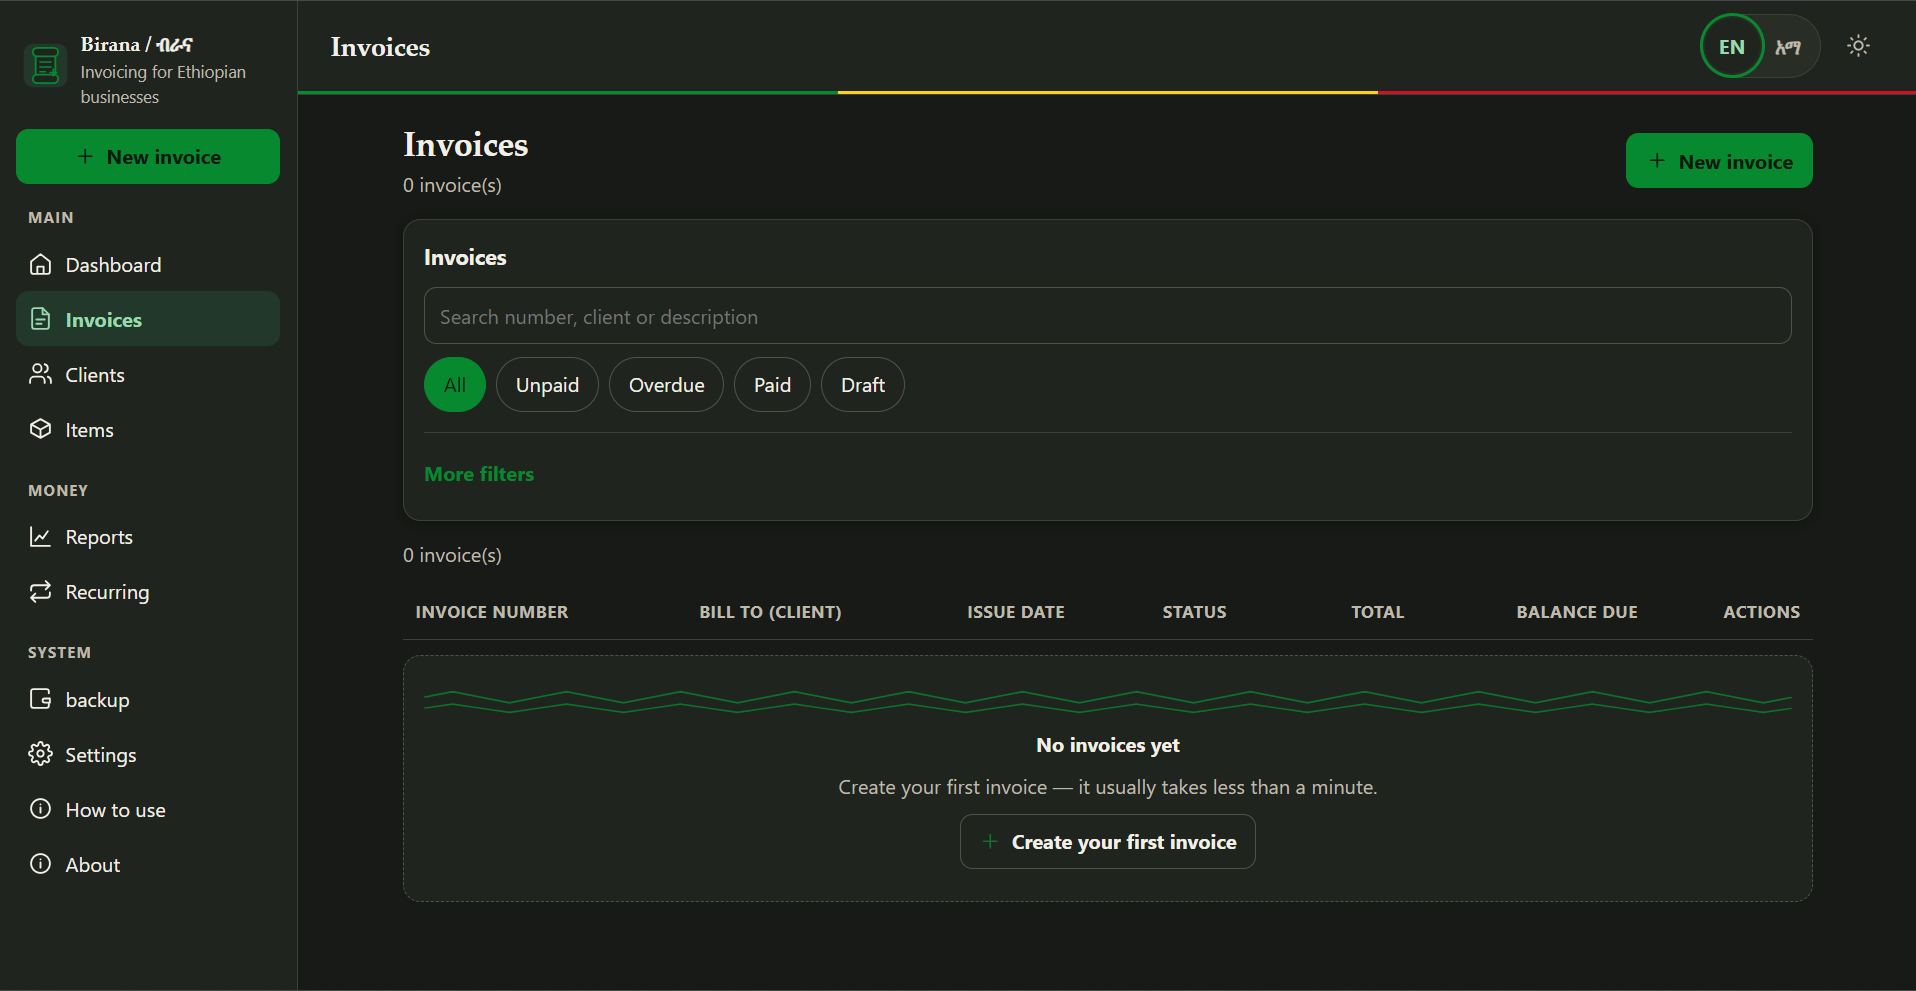 Birana / ብራና
Invoicing for Ethiopian
businesses
New invoice
MAIN
Dashboard
Invoices
Clients
Items
MONEY
Reports
Recurring
SYSTEM
backup
Settings
How to use
About
Invoices
EN
አማ
Invoices
0 invoice(s)
New invoice
Invoices
Search number, client or description
All Unpaid Overdue Paid Draft
More filters
0 invoice(s)
INVOICE NUMBER BILL TO (CLIENT) ISSUE DATE STATUS TOTAL BALANCE DUE ACTIONS
No invoices yet
Create your first invoice — it usually takes less than a minute.
Create your first invoice